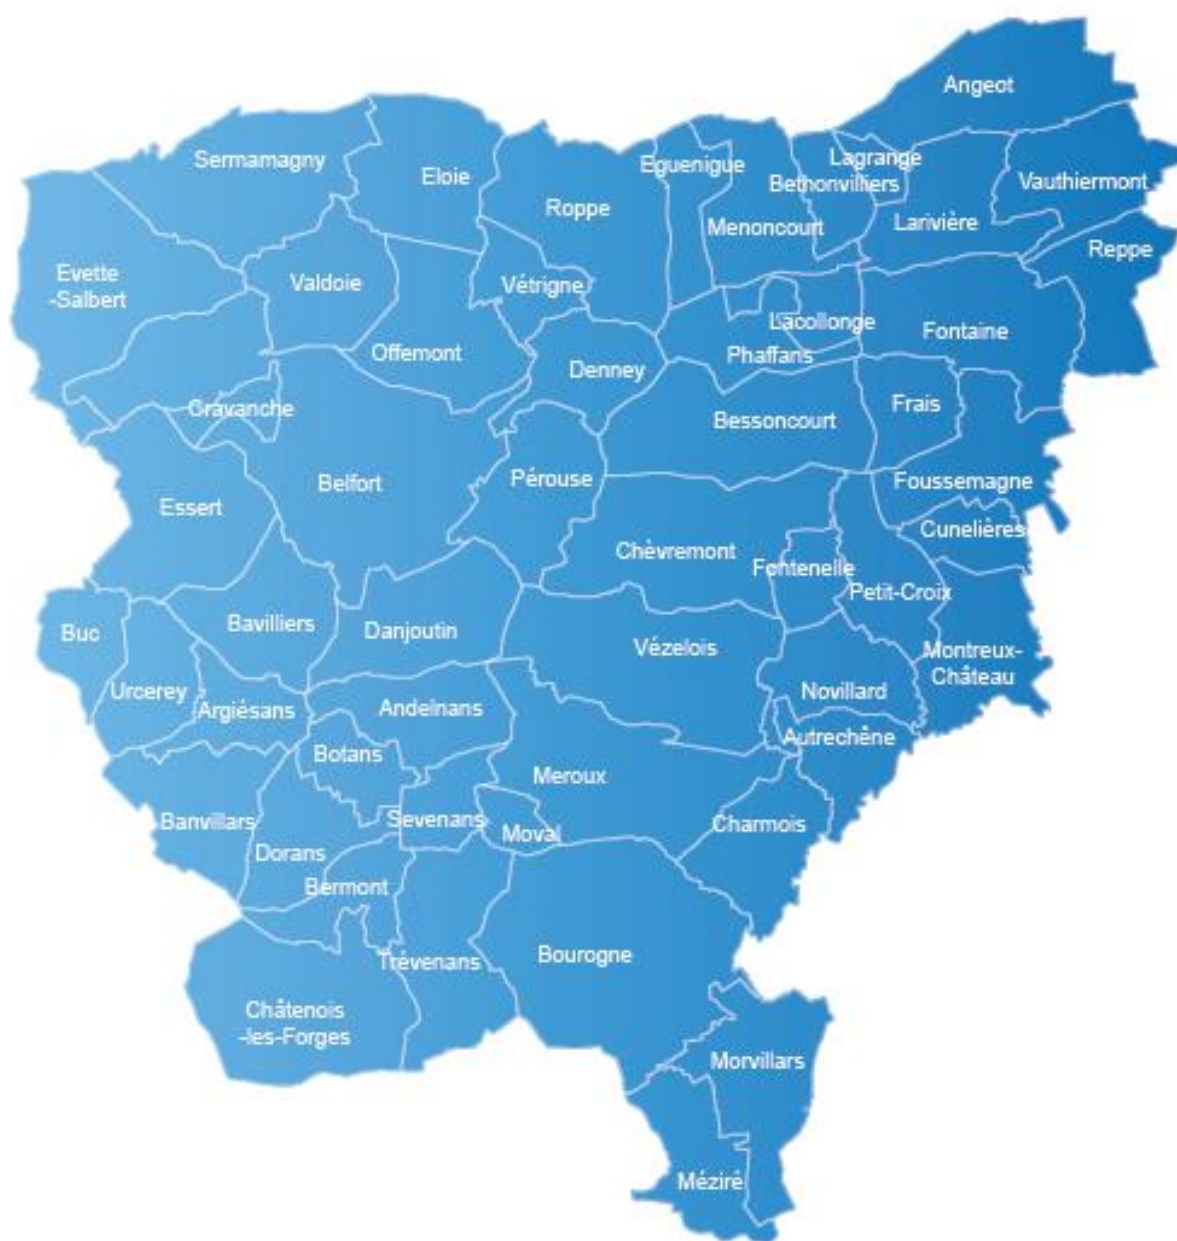 Angeot
Sermamagny
Eloie
Eguenigue
Lagrange
Bethonvilliers
Vauthiermont
Roppe
Menoncourt
Larivière
Reppe
Evette
-Salbert
Valdoie
Vétrigne
Lacollonge
Fontaine
Offemont
Denney
Phaffans
Cravanche
Bessoncourt
Frais
Belfort
Pérouse
Foussemagne
Essert
Cunelières
Chèvremont
Fontenelle
Petit-Croix
Buc
Bavilliers
Danjoutin
Vézelois
Montreux-
Château
Urcerey
Argiésans
Andelnans
Novillard
Autrechêne
Botans
Meroux
Banvillars
Sevenans
Moval
Charmois
Dorans
Bermont
Trévenans
Bourogne
Châtenois
-les-Forges
Morvillars
Méziré